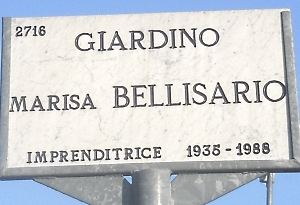 2716
GIARDINO
MARISA BELLISARIO
IMPRENDITRICE 1935 - 1988